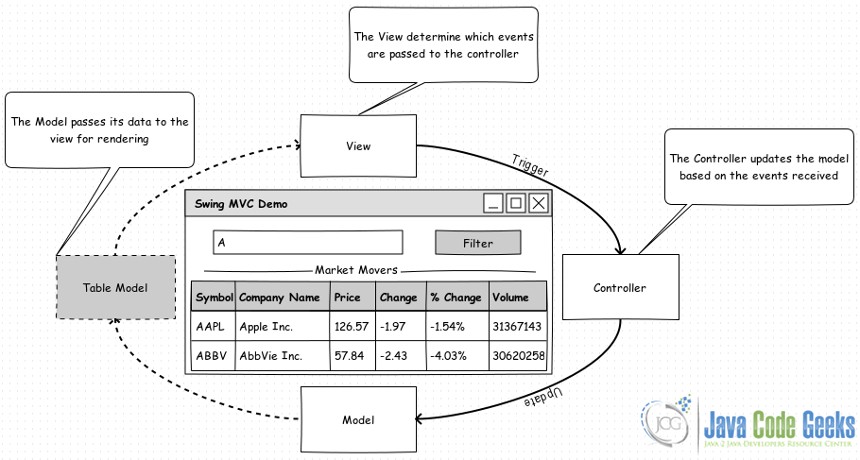 The View determine which events
are passed to the controller
The Model passes its data to the
view for rendering
View
Trigger
The Controller updates the model
based on the events received
Swing MVC Demo
A
Filter
Market Movers
Table Model
Controller
Symbol Company Name Price Change % Change Volume
AAPL Apple Inc. 126.57 -1.97 -1.54% 31367143
ABBV AbbVie Inc. 57.84 -2.43 -4.03% 30620258
Update
Model
JCG
Java Code Geeks
JAVA 2 JAVA DEVELOPERS RESOURCE CENTER